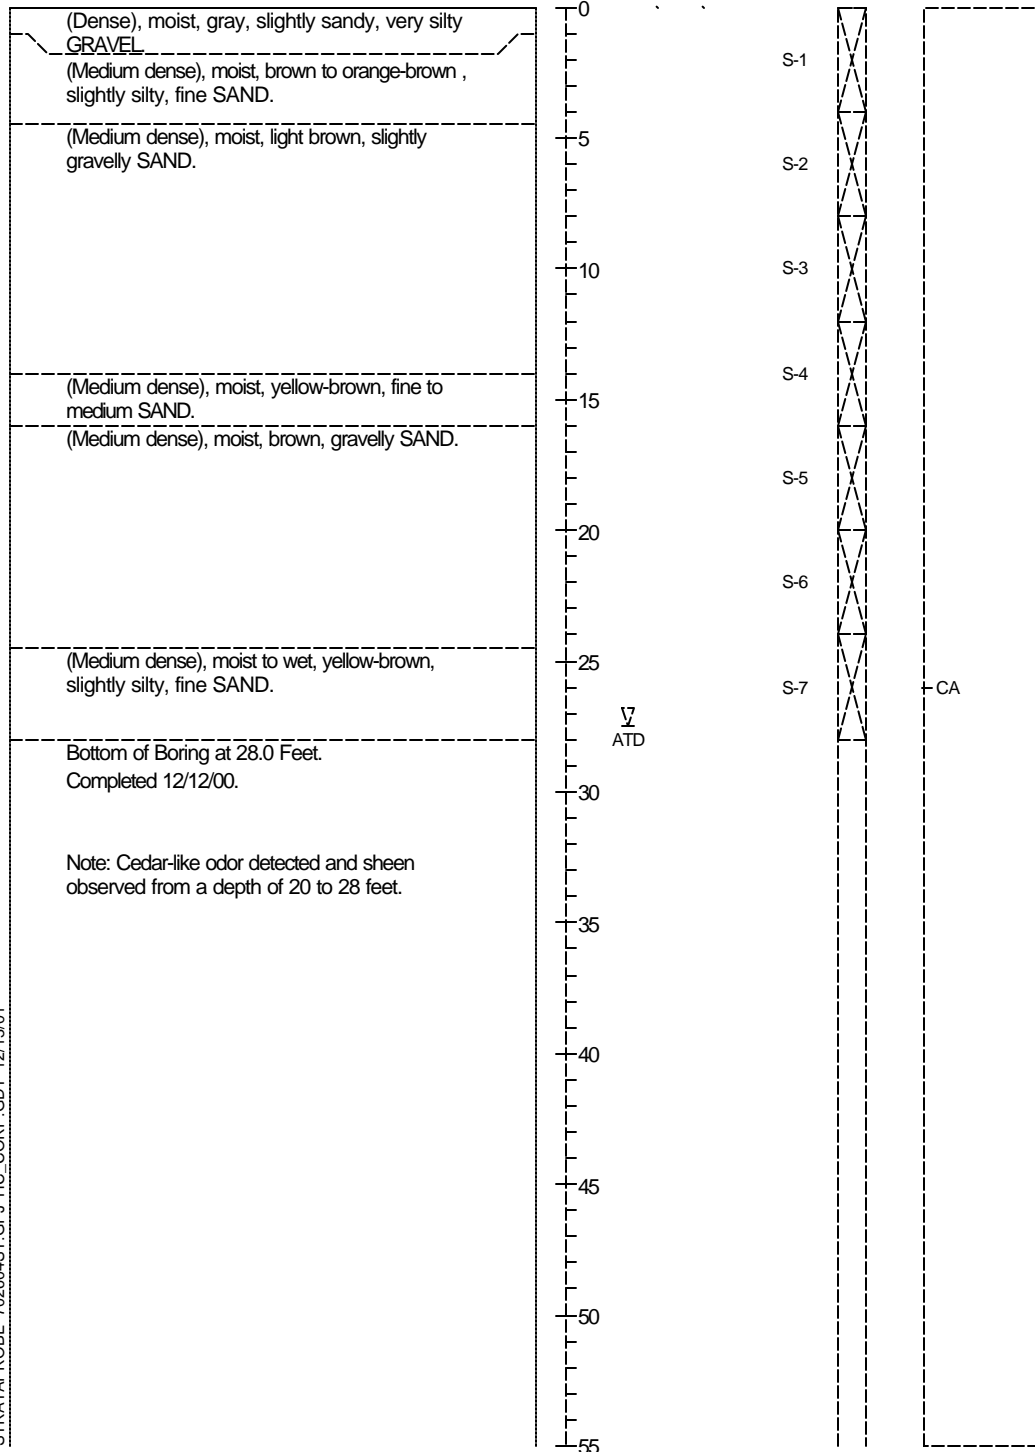 (Dense), moist, gray, slightly sandy, very silty
GRAVEL.
(Medium dense), moist, brown to orange-brown ,
slightly silty, fine SAND.
(Medium dense), moist, light brown, slightly
gravelly SAND.
(Medium dense), moist, yellow-brown, fine to
medium SAND.
(Medium dense), moist, brown, gravelly SAND.
(Medium dense), moist to wet, yellow-brown,
slightly silty, fine SAND.
Bottom of Boring at 28.0 Feet.
Completed 12/12/00.
Note: Cedar-like odor detected and sheen
observed from a depth of 20 to 28 feet.
0
5
10
15
20
25
30
35
40
45
50
55
ATD
S-1
S-2
S-3
S-4
S-5
S-6
S-7
CA